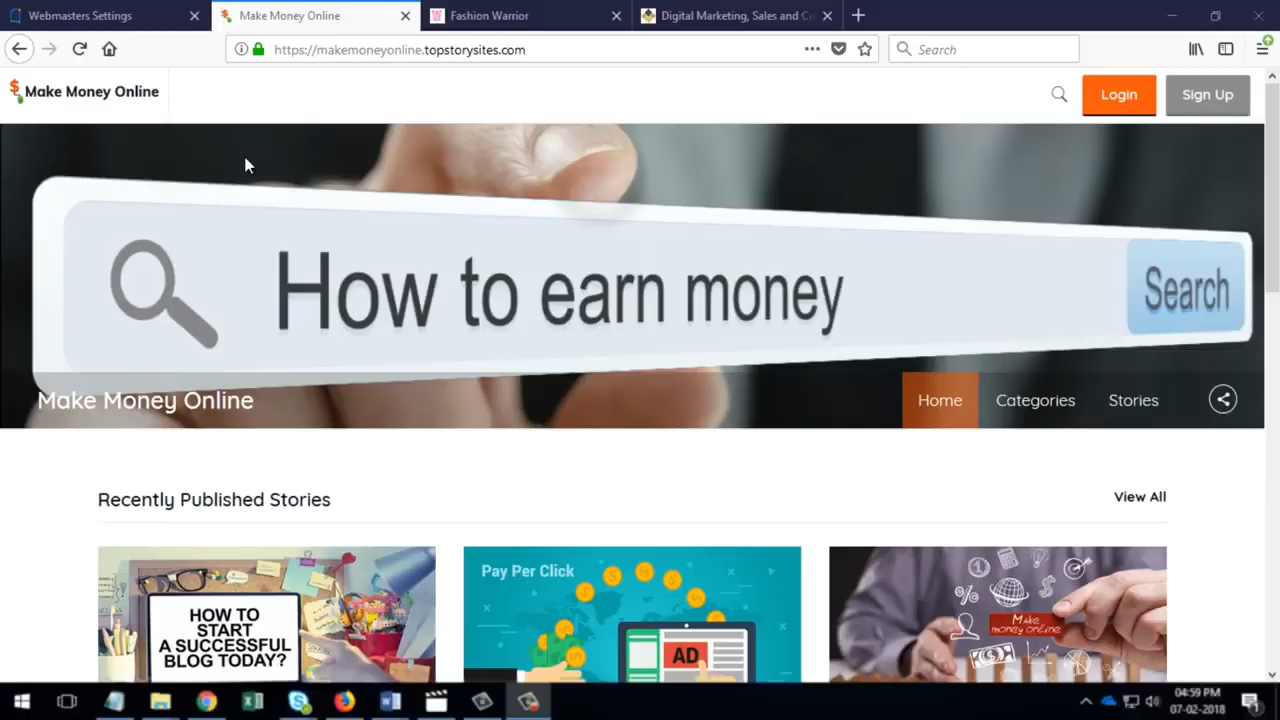 Webmasters Settings
Make Money Online
Fashion Warrior
Digital Marketing, Sales and Cu
https://makemoneyonline.topstorysites.com
Search
Make Money Online
Login
Sign Up
How to earn money
Search
Make Money Online
Home
Categories
Stories
Recently Published Stories
View All
HOW TO
START
A SUCCESSFUL
BLOG TODAY?
Pay Per Click
AD
Make
money online
04:59 PM
07-02-2018